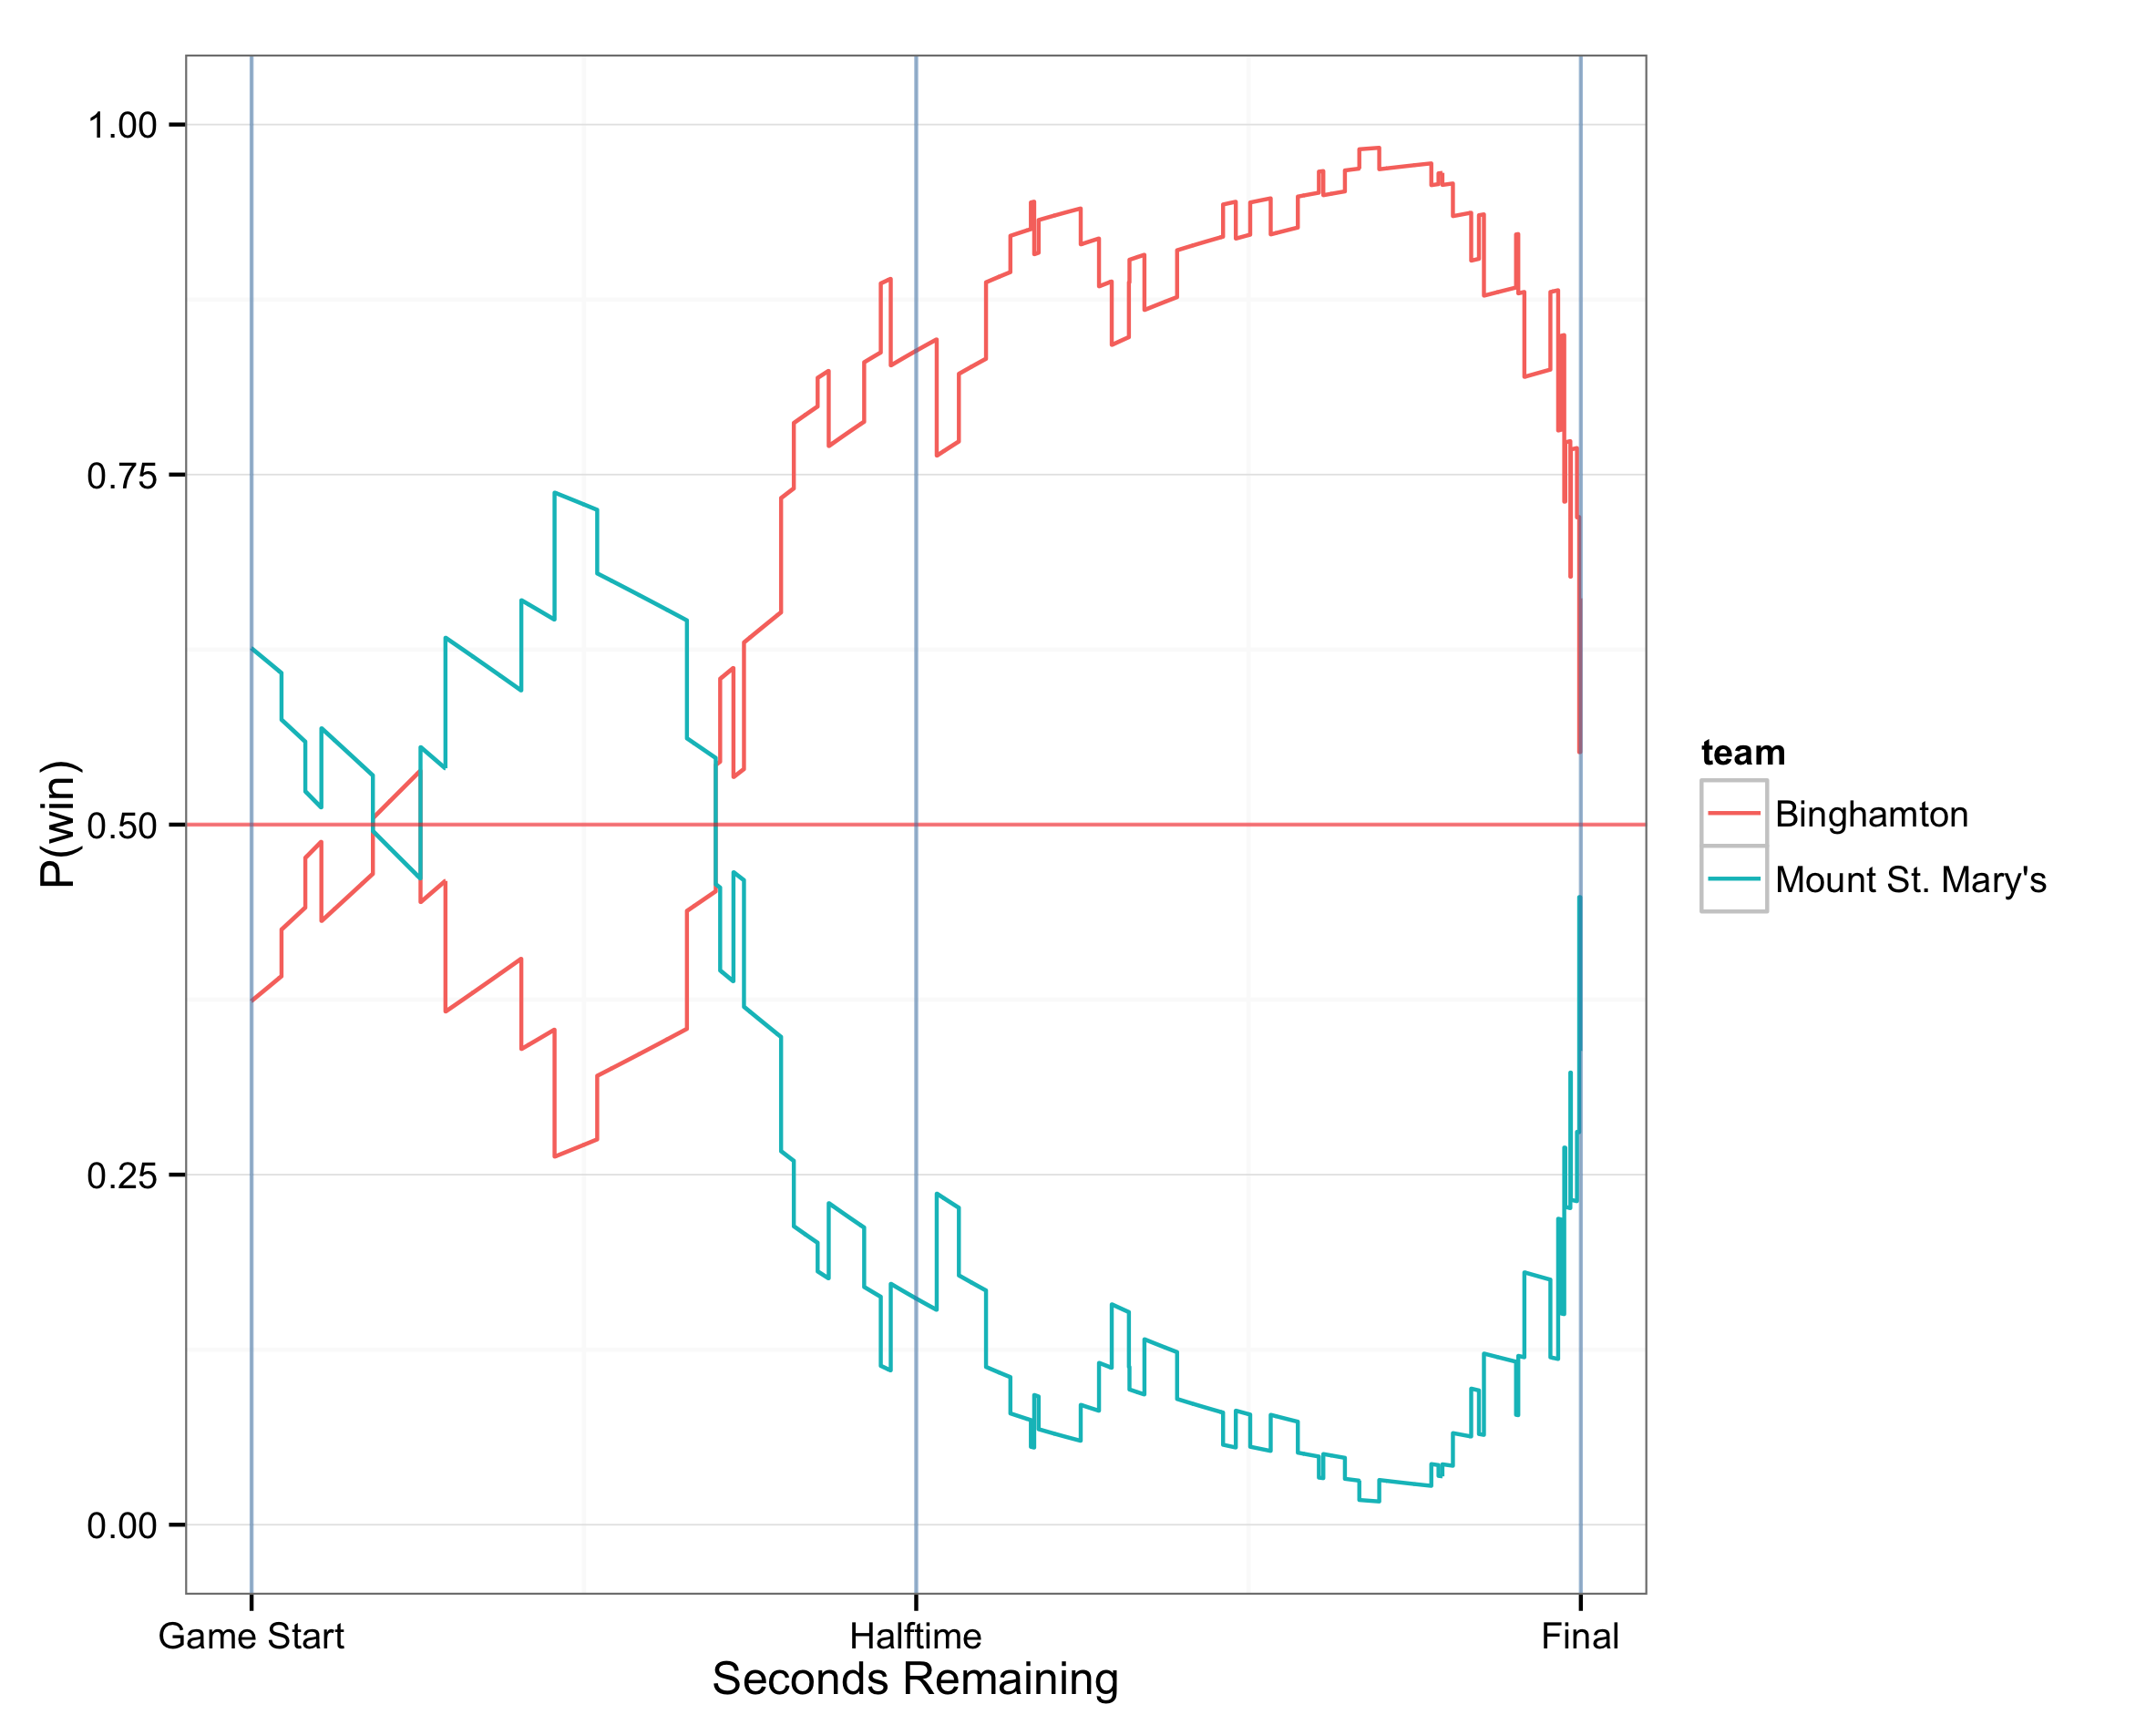 1.00
0.75
0.50
0.25
0.00
P(win)
Game Start
Halftime
Final
Seconds Remaining
team
Binghamton
Mount St. Mary's